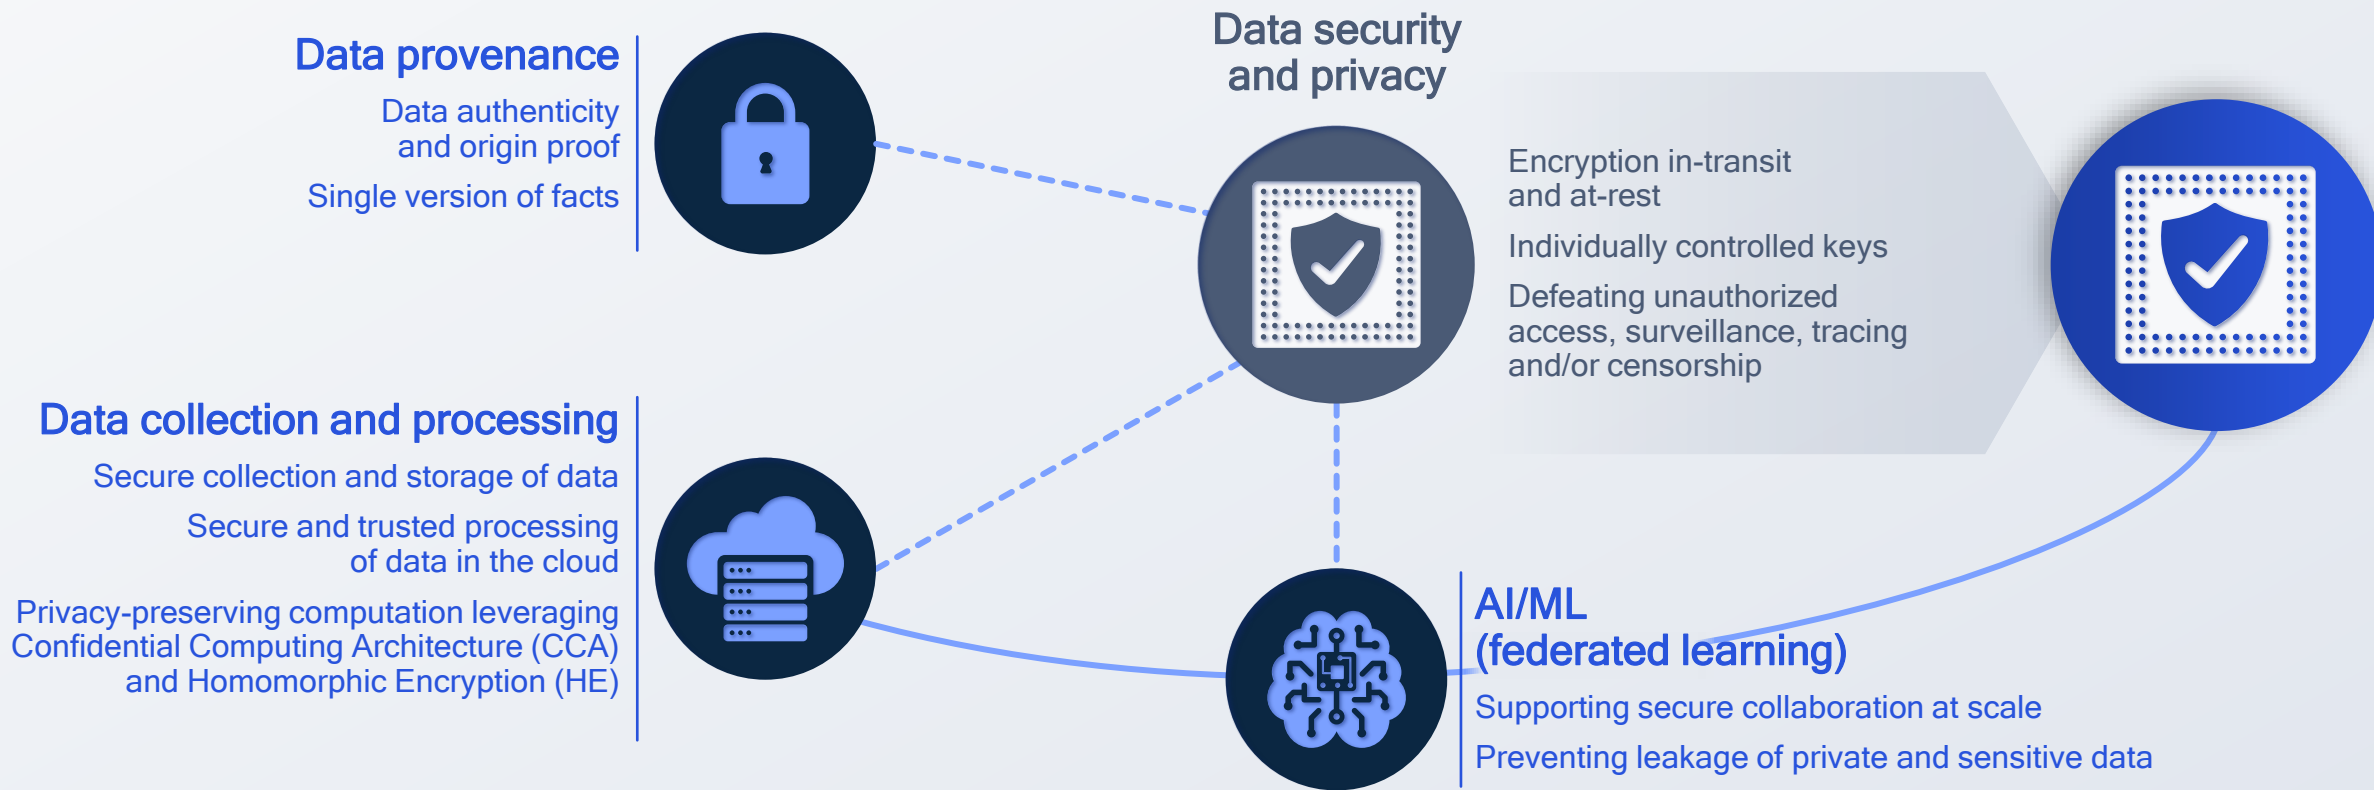 Data provenance
Data authenticity
and origin proof
Single version of facts
Data security
and privacy
Encryption in-transit
and at-rest
Individually controlled keys
Defeating unauthorized
access, surveillance, tracing
and/or censorship
Data collection and processing
Secure collection and storage of data
Secure and trusted processing
of data in the cloud
Privacy-preserving computation leveraging
Confidential Computing Architecture (CCA)
and Homomorphic Encryption (HE)
AI/ML
(federated learning)
Supporting secure collaboration at scale
Preventing leakage of private and sensitive data